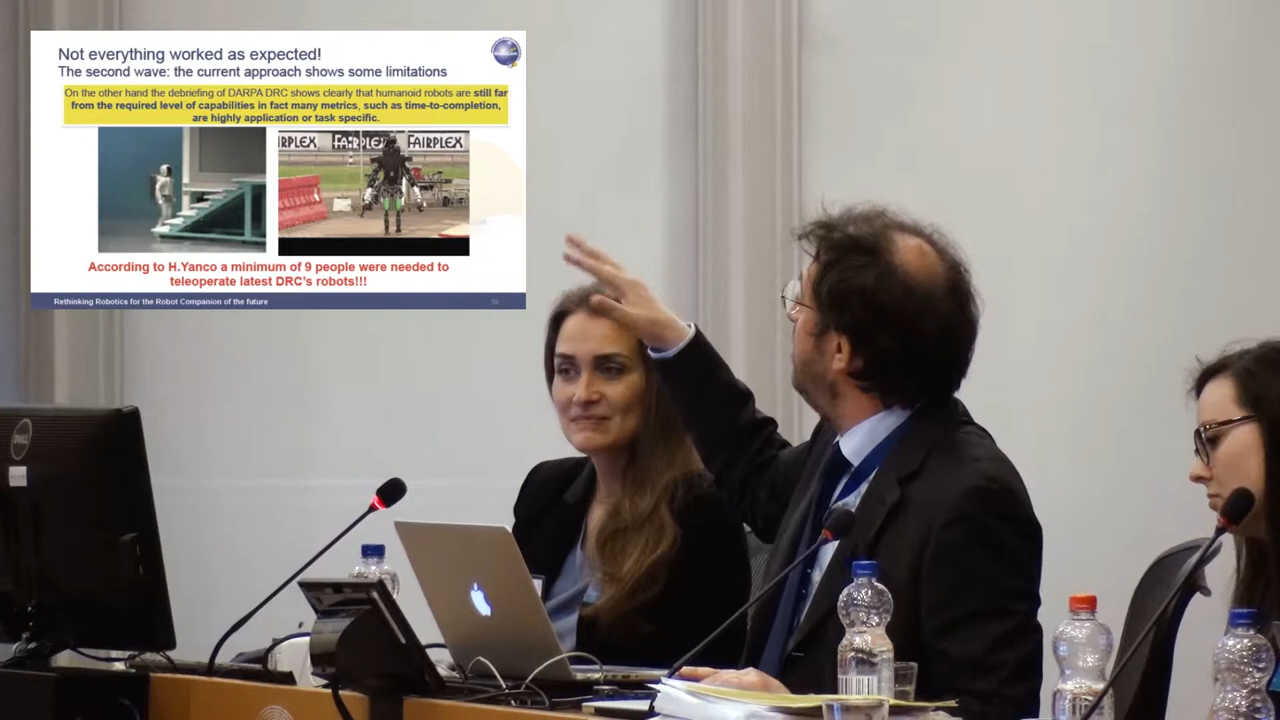 Not everything worked as expected!
The second wave: the current approach shows some limitations
On the other hand the debriefing of DARPA DRC shows clearly that humanoid robots are still far
from the required level of capabilities in fact many metrics, such as time-to-completion,
are highly application or task specific.
IRPLEX FAIRPLEX FAIRPLEX
According to H.Yanco a minimum of 9 people were needed to
teleoperate latest DRC's robots!!!
Rethinking Robotics for the Robot Companion of the future
DELL